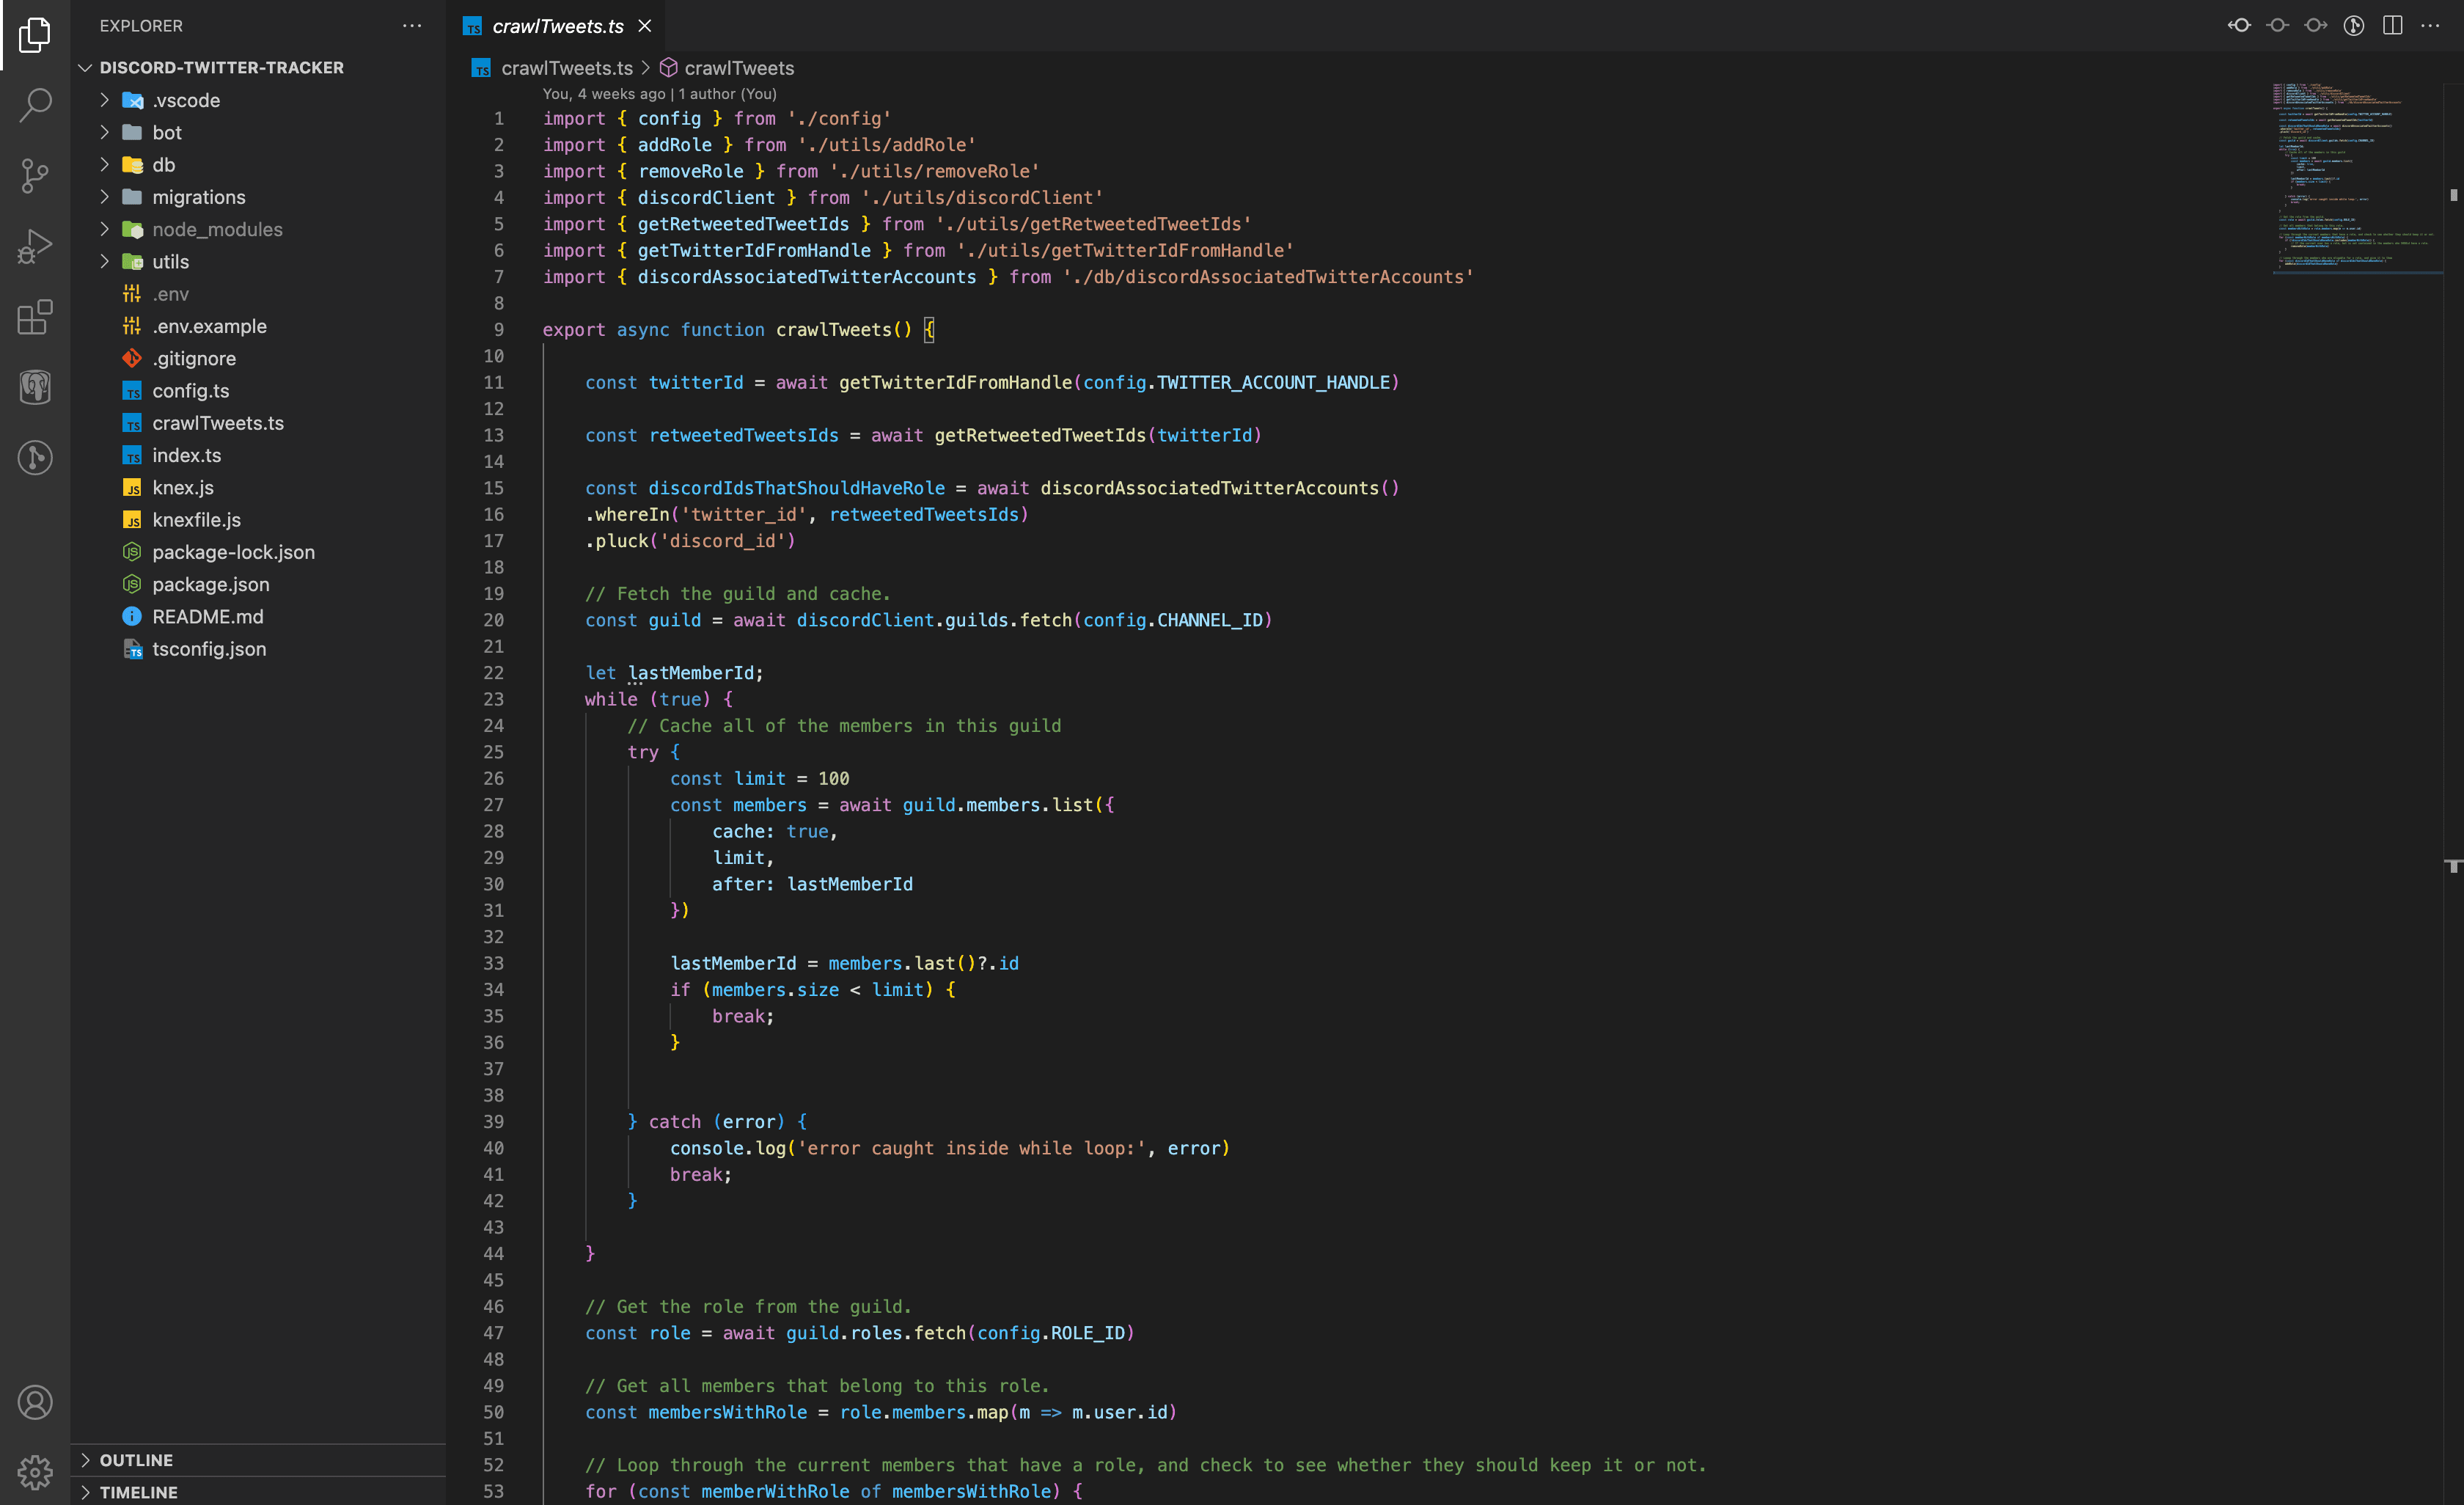 EXPLORER
DISCORD-TWITTER-TRACKER
.vscode
bot
db
migrations
node_modules
utils
.env
.env.example
.gitignore
config.ts
crawlTweets.ts
index.ts
knex.js
knexfile.js
package-lock.json
package.json
README.md
tsconfig.json
OUTLINE
TIMELINE
crawlTweets.ts
crawlTweets.ts > crawlTweets
You, 4 weeks ago | 1 author (You)
1 import { config } from './config'
2 import { addRole } from './utils/addRole'
3 import { removeRole } from './utils/removeRole'
4 import { discordClient } from './utils/discordClient'
5 import { getRetweetedTweetIds } from './utils/getRetweetedTweetIds'
6 import { getTwitterIdFromHandle } from './utils/getTwitterIdFromHandle'
7 import { discordAssociatedTwitterAccounts } from './db/discordAssociatedTwitterAccounts'
8
9 export async function crawlTweets() {
10
11 const twitterId = await getTwitterIdFromHandle(config.TWITTER_ACCOUNT_HANDLE)
12
13 const retweetedTweetsIds = await getRetweetedTweetIds(twitterId)
14
15 const discordIdsThatShouldHaveRole = await discordAssociatedTwitterAccounts()
16 .whereIn('twitter_id', retweetedTweetsIds)
17 .pluck('discord_id')
18
19 // Fetch the guild and cache.
20 const guild = await discordClient.guilds.fetch(config.CHANNEL_ID)
21
22 let lastMemberId;
23 while (true) {
24 // Cache all of the members in this guild
25 try {
26 const limit = 100
27 const members = await guild.members.list({
28 cache: true,
29 limit,
30 after: lastMemberId
31 })
32
33 lastMemberId = members.last()?.id
34 if (members.size < limit) {
35 break;
36 }
37
38
39 } catch (error) {
40 console.log('error caught inside while loop:', error)
41 break;
42 }
43
44 }
45
46 // Get the role from the guild.
47 const role = await guild.roles.fetch(config.ROLE_ID)
48
49 // Get all members that belong to this role.
50 const membersWithRole = role.members.map(m => m.user.id)
51
52 // Loop through the current members that have a role, and check to see whether they should keep it or not.
53 for (const memberWithRole of membersWithRole) {